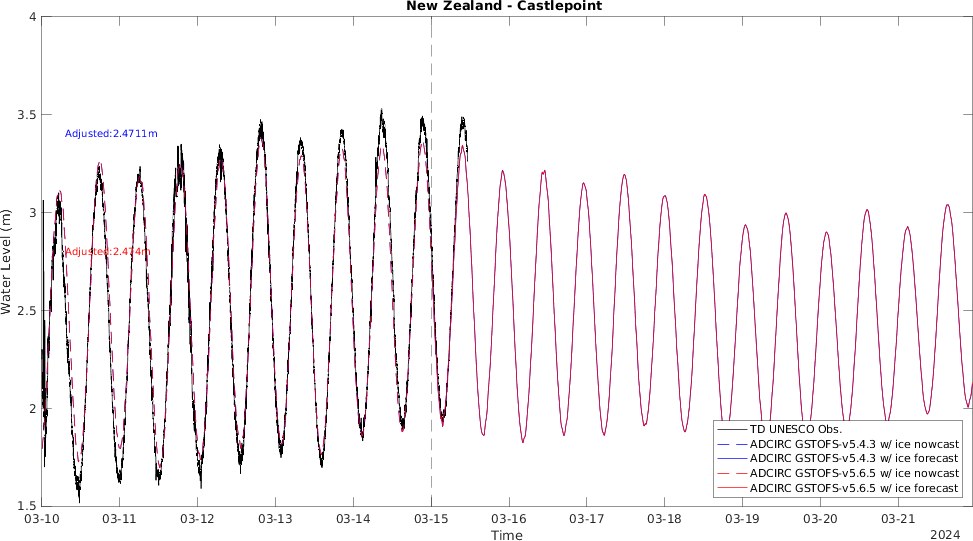 New Zealand - Castlepoint
4
3.5
3
2.5
2
1.5
Water Level (m)
Adjusted:2.4711m
Adjusted:2.474m
TD UNESCO Obs.
ADCIRC GSTOFS-v5.4.3 w/ ice nowcast
ADCIRC GSTOFS-v5.4.3 w/ ice forecast
ADCIRC GSTOFS-v5.6.5 w/ ice nowcast
ADCIRC GSTOFS-v5.6.5 w/ ice forecast
03-10 03-11 03-12 03-13 03-14 03-15 03-16 03-17 03-18 03-19 03-20 03-21
Time
2024